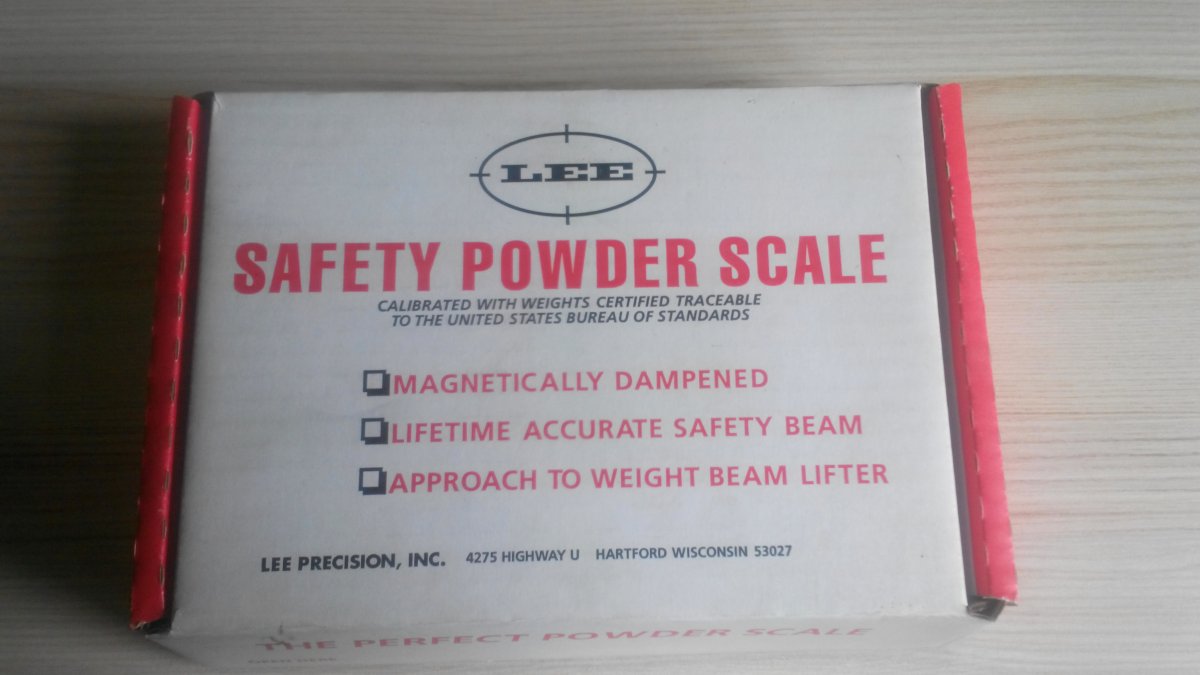 LEE
SAFETY POWDER SCALE
CALIBRATED WITH WEIGHTS CERTIFIED TRACEABLE
TO THE UNITED STATES BUREAU OF STANDARDS
MAGNETICALLY DAMPENED
LIFETIME ACCURATE SAFETY BEAM
APPROACH TO WEIGHT BEAM LIFTER
LEE PRECISION, INC. 4275 HIGHWAY U HARTFORD WISCONSIN 53027
THE PERFECT POWDER SCALE
OPEN HERE